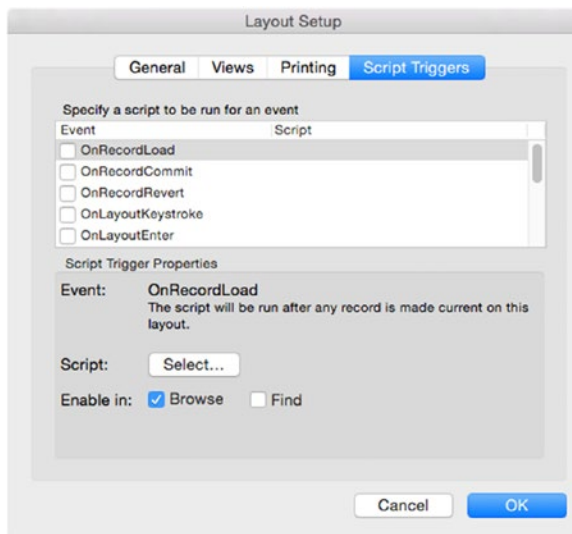 Layout Setup
General Views Printing Script Triggers
Specify a script to be run for an event
Event Script
OnRecordLoad
OnRecordCommit
OnRecordRevert
OnLayoutKeystroke
OnLayoutEnter
Script Trigger Properties
Event: OnRecordLoad
The script will be run after any record is made current on this
layout.
Script: Select...
Enable in: Browse Find
Cancel OK